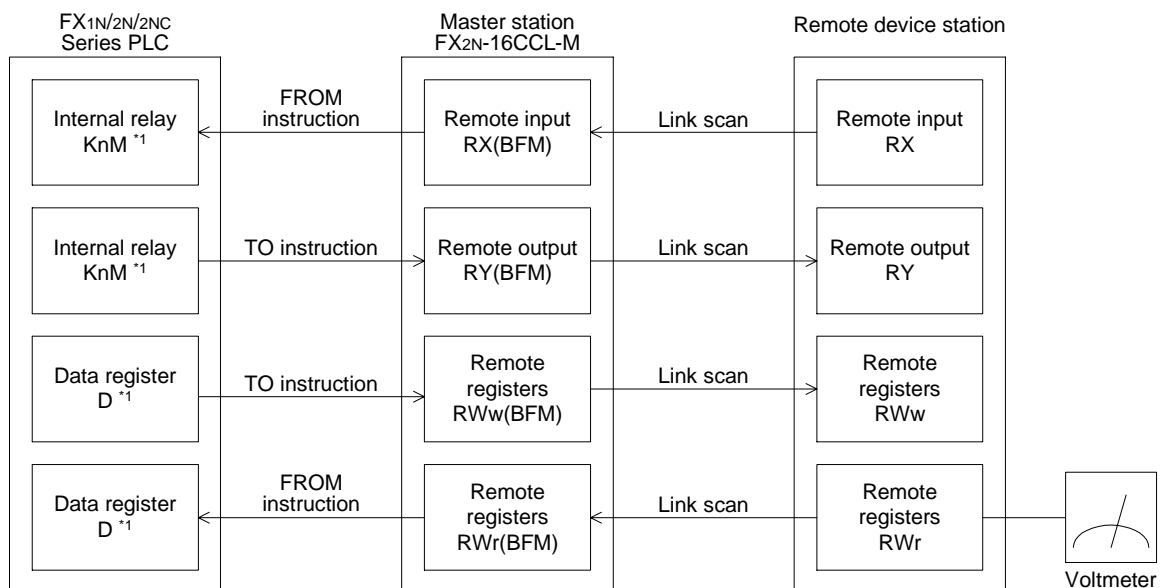 FX1N/2N/2NC
Series PLC
Master station
FX2N-16CCL-M
Remote device station
Internal relay
KnM *1
FROM
instruction
Remote input
RX(BFM)
Link scan
Remote input
RX
Internal relay
KnM *1
TO instruction
Remote output
RY(BFM)
Link scan
Remote output
RY
Data register
D *1
TO instruction
Remote
registers
RWw(BFM)
Link scan
Remote
registers
RWw
Data register
D *1
FROM
instruction
Remote
registers
RWr(BFM)
Link scan
Remote
registers
RWr
Voltmeter